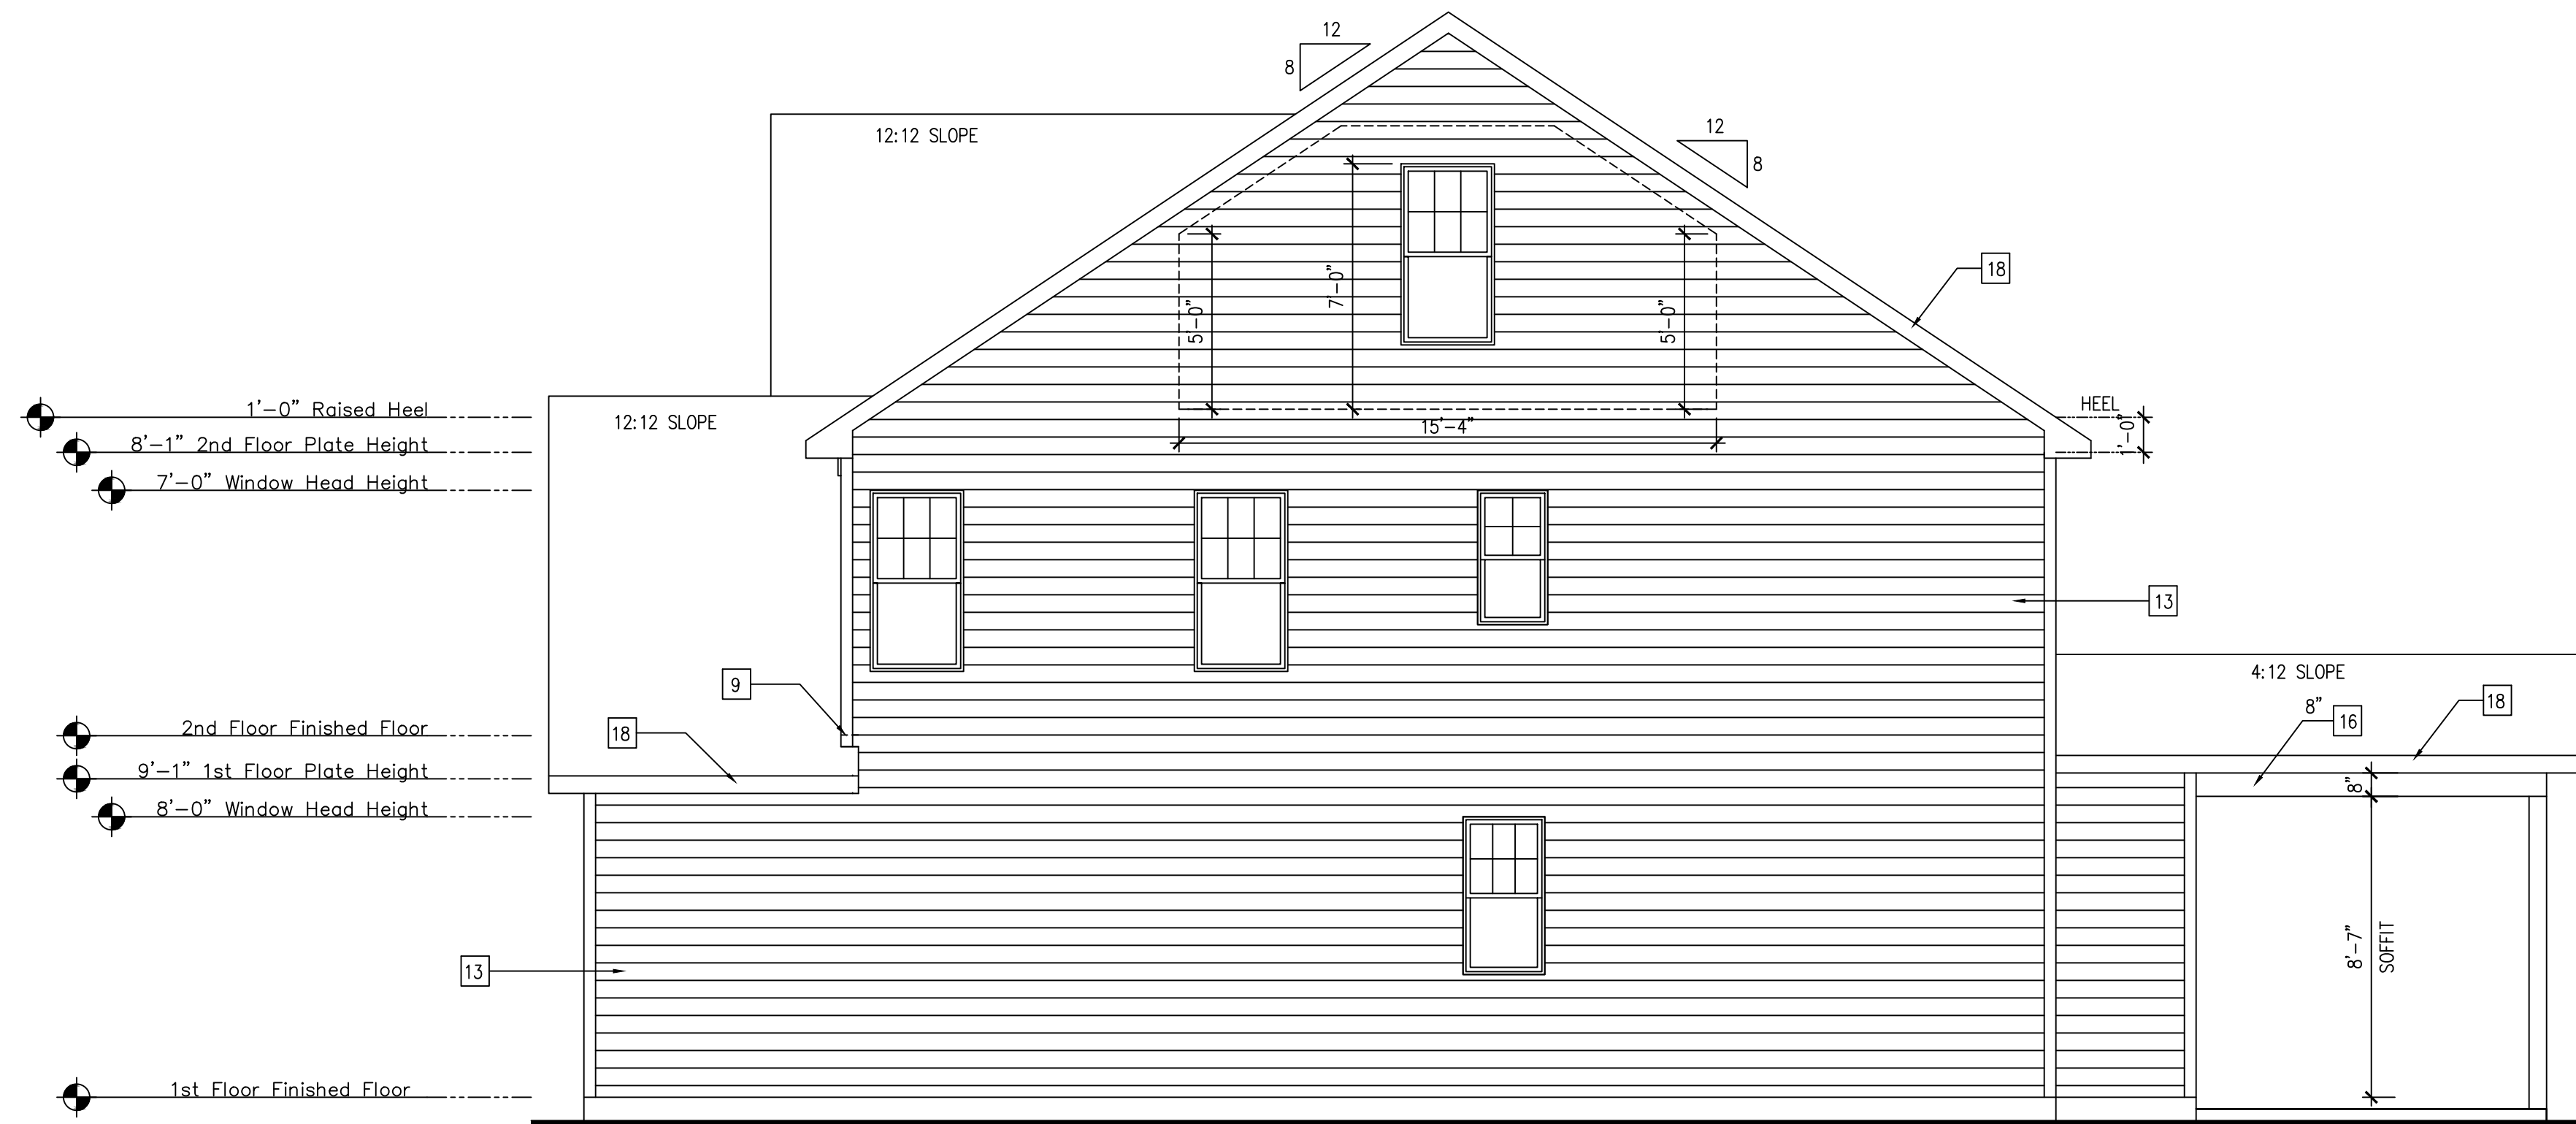 12
8
12
8
12:12 SLOPE
18
7'-0"
5'-0"
5'-0"
15'-4"
1'-0" Raised Heel
8'-1" 2nd Floor Plate Height
7'-0" Window Head Height
12:12 SLOPE
HEEL
1'-0"
13
9
18
4:12 SLOPE
8"
16
18
2nd Floor Finished Floor
9'-1" 1st Floor Plate Height
8'-0" Window Head Height
8"
8'-7"
SOFFIT
13
1st Floor Finished Floor